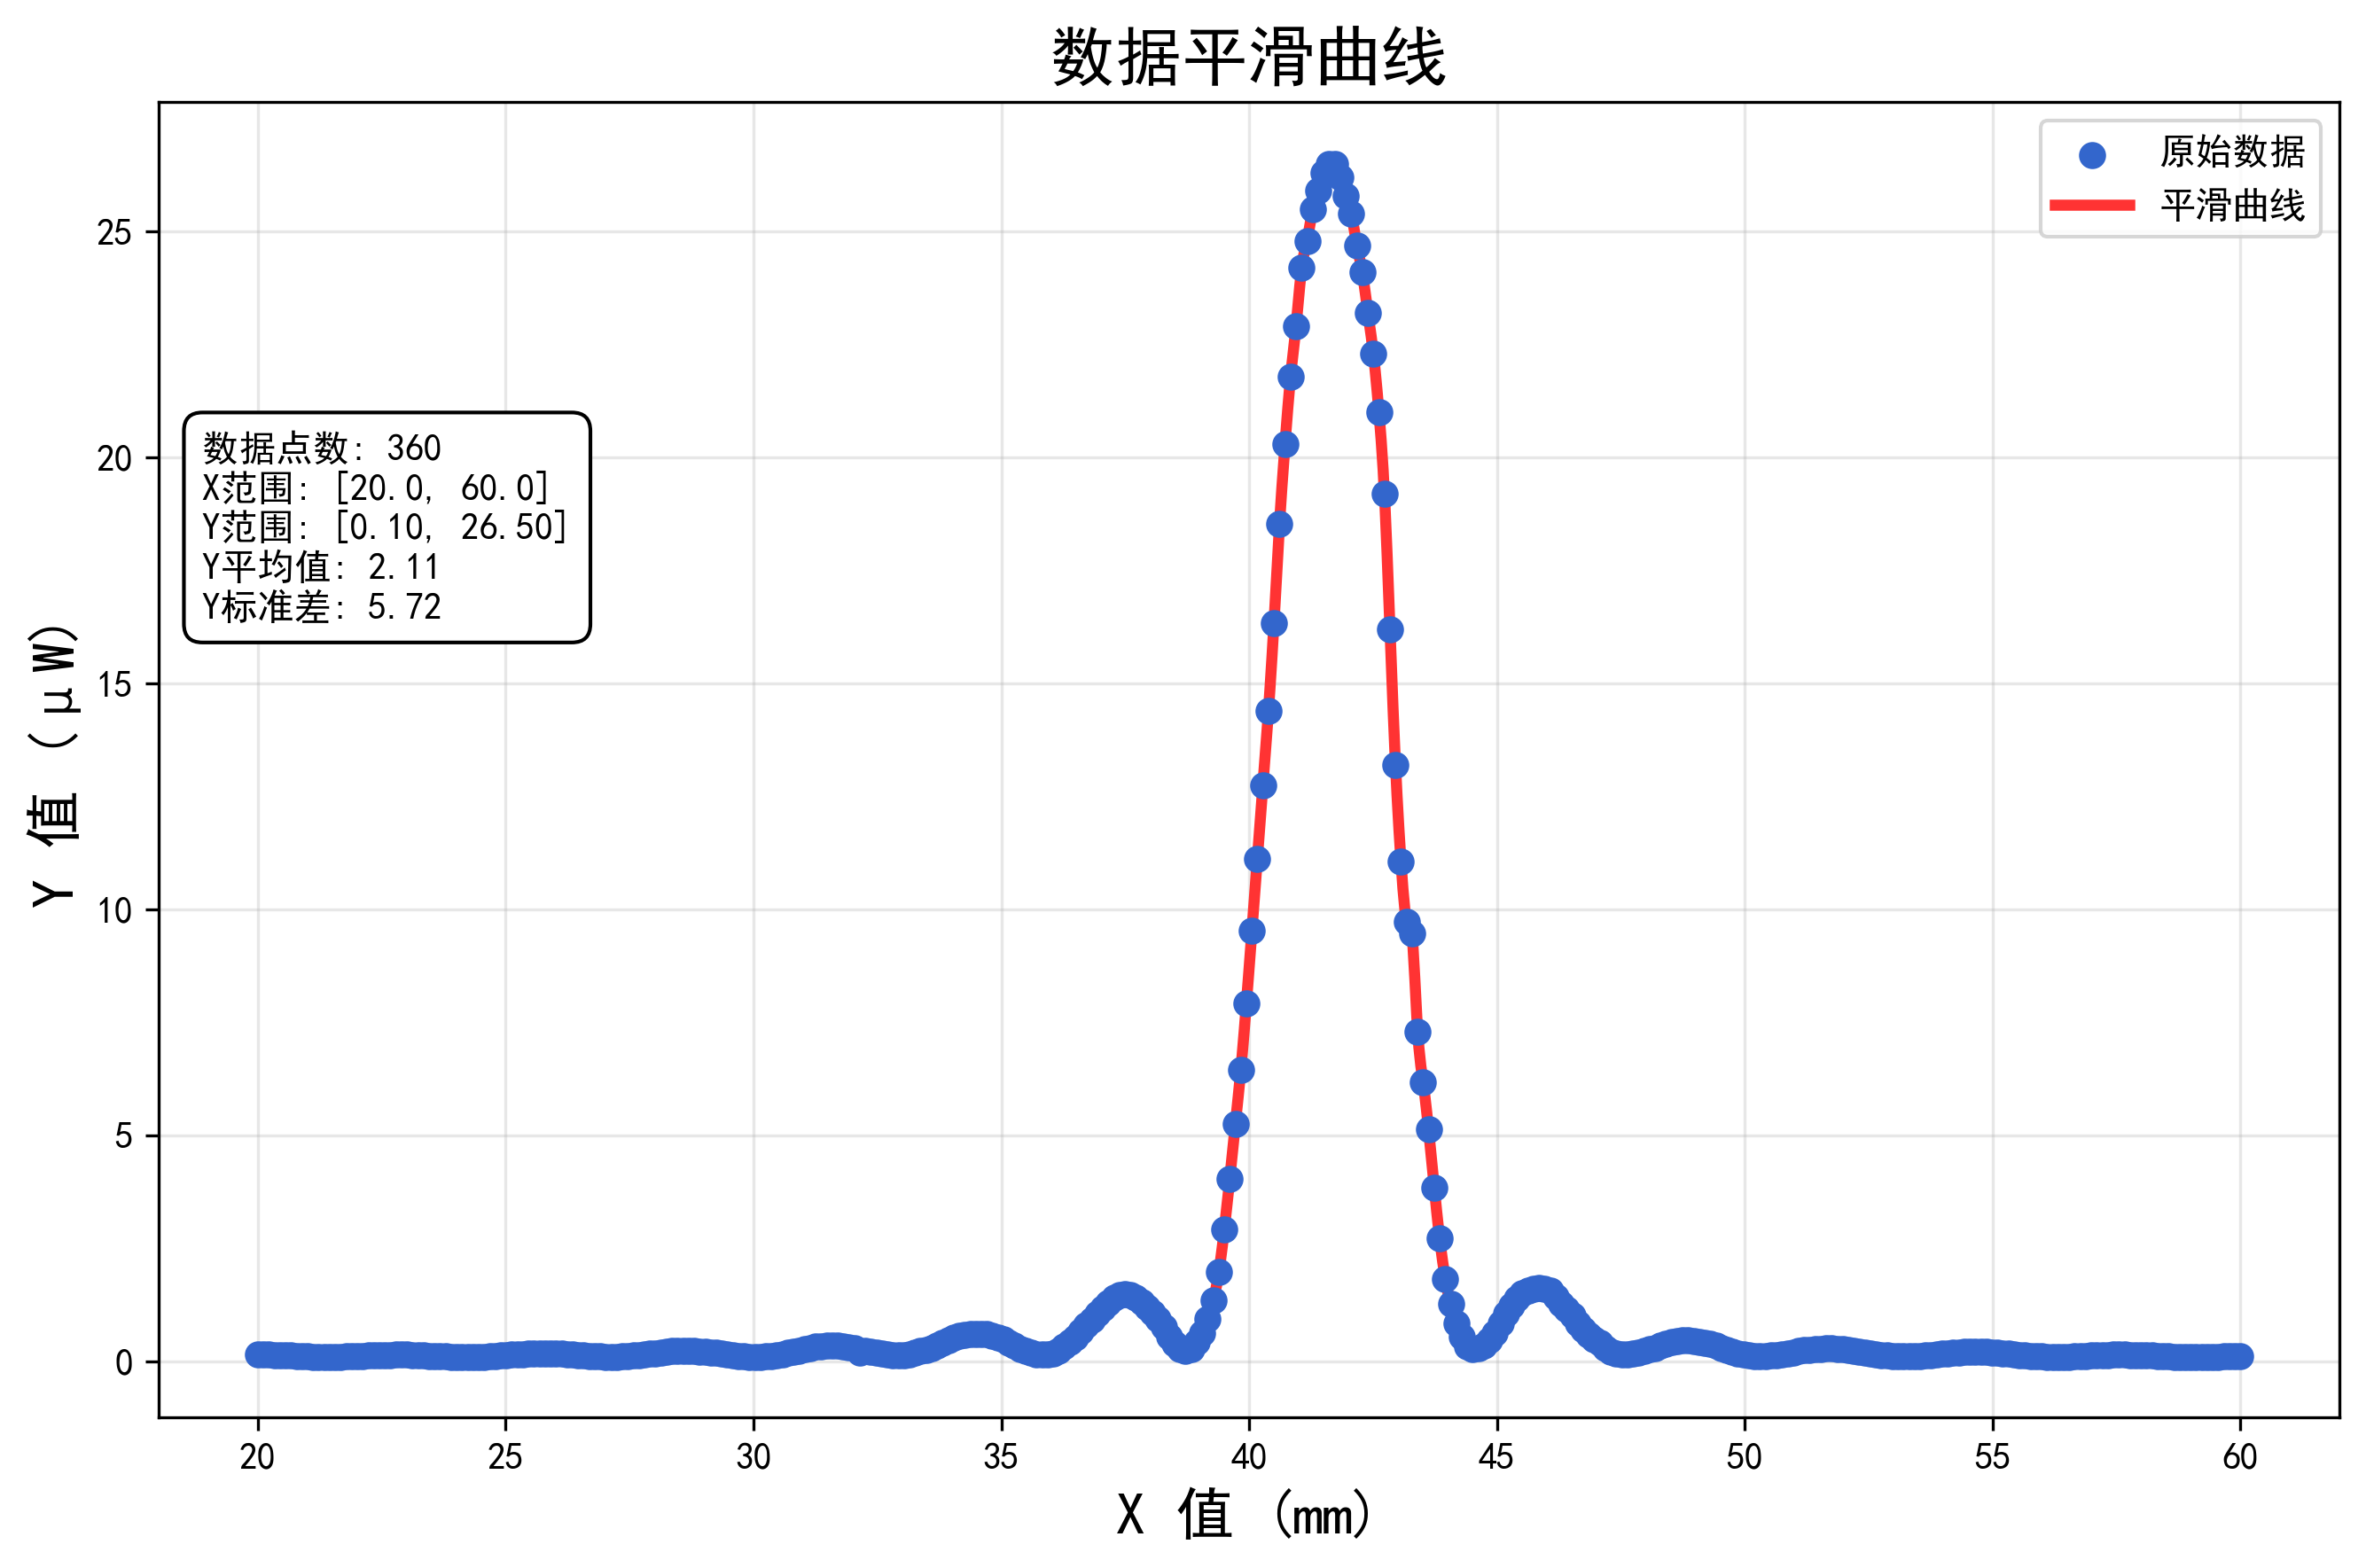 数据平滑曲线
原始数据
平滑曲线
数据点数: 360
X范围: [20.0, 60.0]
Y范围: [0.10, 26.50]
Y平均值: 2.11
Y标准差: 5.72
Y 值 (μW)
25
20
15
10
5
0
20 25 30 35 40 45 50 55 60
X 值 (mm)